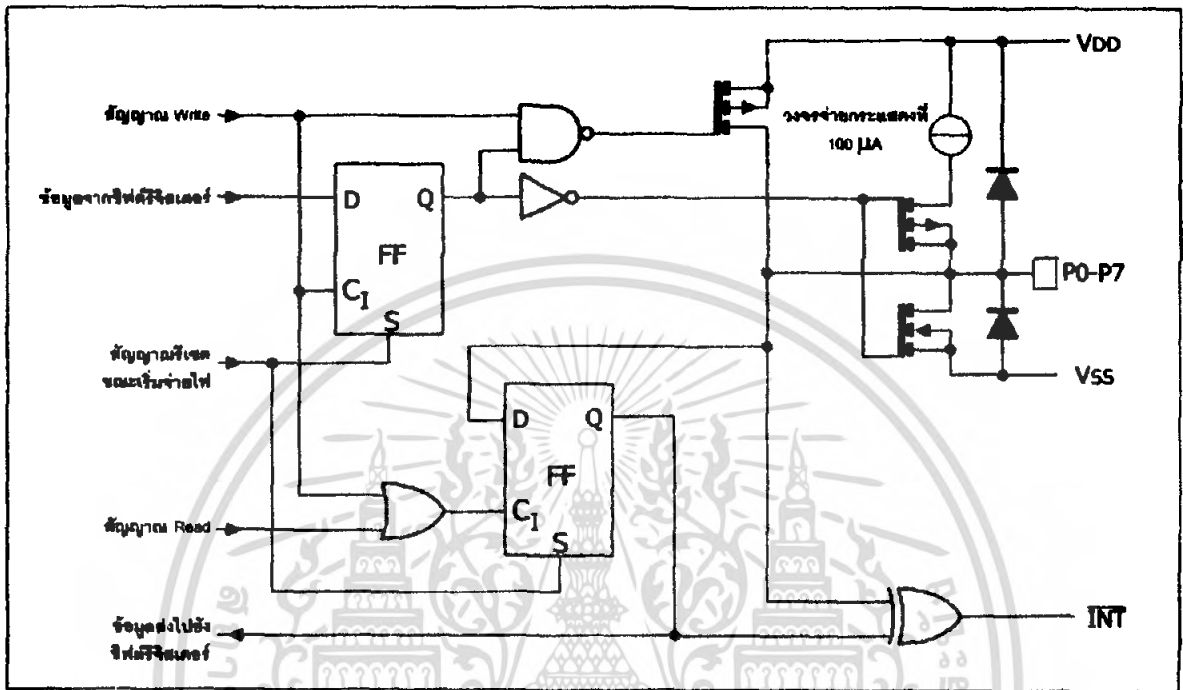 VDD
สัญญาณ Write
วงจรจ่ายกระแสคงที่
100 µA
ข้อมูลจากชิฟต์รีจิสเตอร์
D
Q
FF
CI
S
P0-P7
สัญญาณรีเซต
ขณะเริ่มจ่ายไฟ
VSS
D
Q
FF
CI
S
สัญญาณ Read
ข้อมูลส่งไปยัง
ชิฟต์รีจิสเตอร์
INT